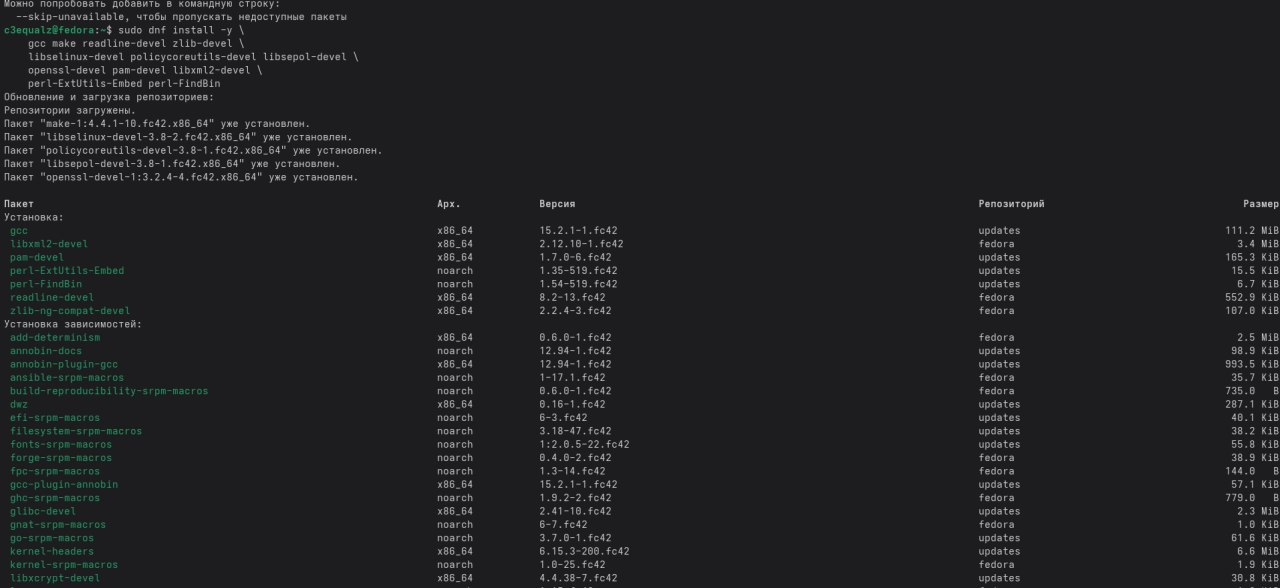 Можно попробовать добавить в командную строку:
--skip-unavailable, чтобы пропускать недоступные пакеты
c3equalz@fedora:~$ sudo dnf install -y \
gcc make readline-devel zlib-devel \
libselinux-devel policycoreutils-devel libsepol-devel \
openssl-devel pam-devel libxml2-devel \
perl-ExtUtils-Embed perl-FindBin
Обновление и загрузка репозиториев:
Репозитории загружены.
Пакет "make-1:4.4.1-10.fc42.x86_64" уже установлен.
Пакет "libselinux-devel-3.8-2.fc42.x86_64" уже установлен.
Пакет "policycoreutils-devel-3.8-1.fc42.x86_64" уже установлен.
Пакет "libsepol-devel-3.8-1.fc42.x86_64" уже установлен.
Пакет "openssl-devel-1:3.2.4-4.fc42.x86_64" уже установлен.
Пакет Арх. Версия Репозиторий Размер
Установка:
gcc x86_64 15.2.1-1.fc42 updates 111.2 MiB
libxml2-devel x86_64 2.12.10-1.fc42 fedora 3.4 MiB
pam-devel x86_64 1.7.0-6.fc42 updates 165.3 KiB
perl-ExtUtils-Embed noarch 1.35-519.fc42 updates 15.5 KiB
perl-FindBin noarch 1.54-519.fc42 updates 6.7 KiB
readline-devel x86_64 8.2-13.fc42 fedora 552.9 KiB
zlib-ng-compat-devel x86_64 2.2.4-3.fc42 fedora 107.0 KiB
Установка зависимостей:
add-determinism x86_64 0.6.0-1.fc42 fedora 2.5 MiB
annobin-docs noarch 12.94-1.fc42 updates 98.9 KiB
annobin-plugin-gcc x86_64 12.94-1.fc42 updates 993.5 KiB
ansible-srpm-macros noarch 1-17.1.fc42 fedora 35.7 KiB
build-reproducibility-srpm-macros noarch 0.6.0-1.fc42 fedora 735.0 B
dwz x86_64 0.16-1.fc42 updates 287.1 KiB
efi-srpm-macros noarch 6-3.fc42 updates 40.1 KiB
filesystem-srpm-macros noarch 3.18-47.fc42 updates 38.2 KiB
fonts-srpm-macros noarch 1:2.0.5-22.fc42 updates 55.8 KiB
forge-srpm-macros noarch 0.4.0-2.fc42 fedora 38.9 KiB
fpc-srpm-macros noarch 1.3-14.fc42 fedora 144.0 B
gcc-plugin-annobin x86_64 15.2.1-1.fc42 updates 57.1 KiB
ghc-srpm-macros noarch 1.9.2-2.fc42 fedora 779.0 B
glibc-devel x86_64 2.41-10.fc42 updates 2.3 MiB
gnat-srpm-macros noarch 6-7.fc42 fedora 1.0 KiB
go-srpm-macros noarch 3.7.0-1.fc42 updates 61.6 KiB
kernel-headers x86_64 6.15.3-200.fc42 updates 6.6 MiB
kernel-srpm-macros noarch 1.0-25.fc42 fedora 1.9 KiB
libxcrypt-devel x86_64 4.4.38-7.fc42 updates 30.8 KiB